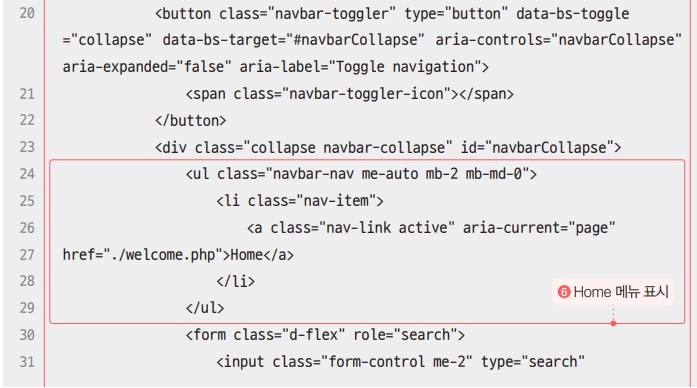 20 <button class="navbar-toggler" type="button" data-bs-toggle
="collapse" data-bs-target="#navbarCollapse" aria-controls="navbarCollapse"
aria-expanded="false" aria-label="Toggle navigation">
21 <span class="navbar-toggler-icon"></span>
22 </button>
23 <div class="collapse navbar-collapse" id="navbarCollapse">
24 <ul class="navbar-nav me-auto mb-2 mb-md-0">
25 <li class="nav-item">
26 <a class="nav-link active" aria-current="page"
27 href="./welcome.php">Home</a>
28 </li>
❻ Home 메뉴 표시
29 </ul>
30 <form class="d-flex" role="search">
31 <input class="form-control me-2" type="search"